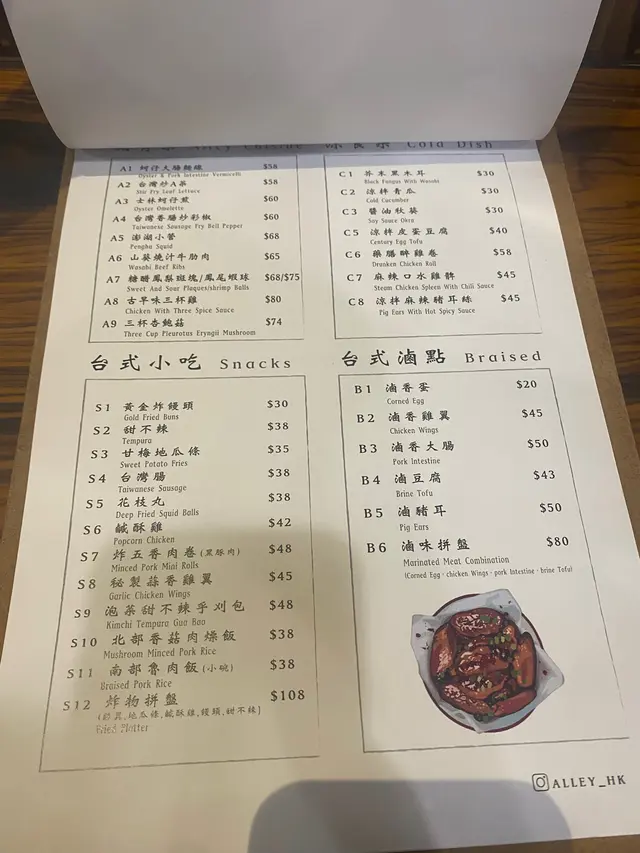 Cold Dish
A1 蚵仔大腸麵線 $58
Oyster & Pork Intestine Vermicelli
A2 台灣炒A菜 $58
Stir Fry Leaf Lettuce
A3 士林蚵仔煎 $60
Oyster Omelette
A4 台灣香腸炒彩椒 $60
Taiwanese Sausage Fry Bell Pepper
A5 澎湖小管 $68
Penghu Squid
A6 山葵燒汁牛肋肉 $65
Wasabi Beef Ribs
A7 糖醋鳳梨斑塊/鳳尾蝦球 $68/$75
Sweet And Sour Plaques/shrimp Balls
A8 古早味三杯雞 $80
Chicken With Three Spice Sauce
A9 三杯杏鮑菇 $74
Three Cup Pleurotus Eryngii Mushroom
C1 芥末黑木耳 $30
Black Fungus With Wasabi
C2 涼拌青瓜 $30
Cold Cucumber
C3 醬油秋葵 $30
Soy Sauce Okra
C5 涼拌皮蛋豆腐 $40
Century Egg Tofu
C6 藥膳醉雞卷 $58
Drunken Chicken Roll
C7 麻辣口水雞髀 $45
Steam Chicken Spleen With Chili Sauce
C8 涼拌麻辣豬耳絲 $45
Pig Ears With Hot Spicy Sauce
台式小吃 Snacks
S1 黃金炸饅頭 $30
Gold Fried Buns
S2 甜不辣 $38
Tempura
S3 甘梅地瓜條 $35
Sweet Potato Fries
S4 台灣腸 $38
Taiwanese Sausage
S5 花枝丸 $38
Deep Fried Squid Balls
S6 鹹酥雞 $42
Popcorn Chicken
S7 炸五香肉卷(黑豚肉) $48
Minced Pork Mini Rolls
S8 秘製蒜香雞翼 $45
Garlic Chicken Wings
S9 泡菜甜不辣乎刈包 $48
Kimchi Tempura Gua Bao
S10 北部香菇肉燥飯 $38
Mushroom Minced Pork Rice
S11 南部魯肉飯(小碗) $38
Braised Pork Rice
S12 炸物拼盤 $108
地瓜條,鹹酥雞,饅頭,甜不辣)
Fried Platter
台式滷點 Braised
B1 滷香蛋 $20
Corned Egg
B2 滷香雞翼 $45
Chicken Wings
B3 滷香大腸 $50
Pork Intestine
B4 滷豆腐 $43
Brine Tofu
B5 滷豬耳 $50
Pig Ears
B6 滷味拼盤 $80
Marinated Meat Combination
(Corned Egg · chicken Wings · pork Intestine · brine Tofu)
ALLEY_HK